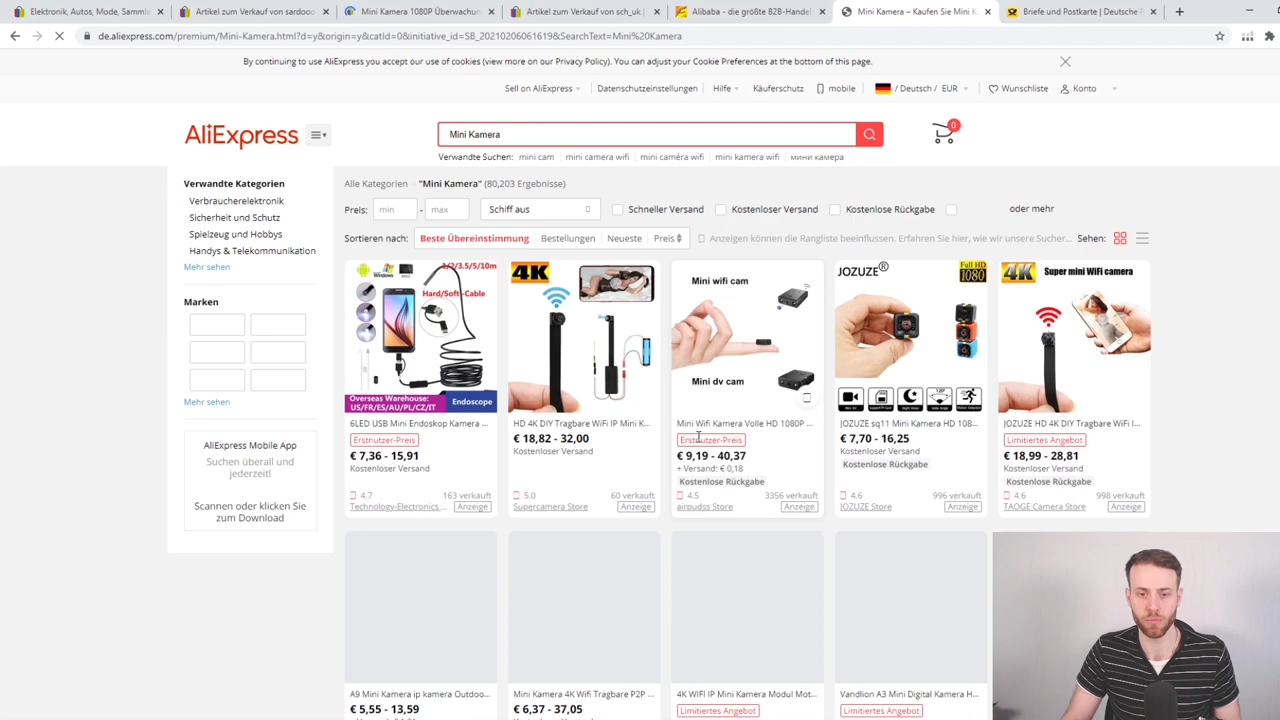 Elektronik, Autos, Mode, Sammle
Artikel zum Verkauf von sardooo
Mini Kamera 1080P Überwachun
Artikel zum Verkauf von sch_uk |
Alibaba - die größte B2B-Handel
Mini Kamera – Kaufen Sie Mini K
Briefe und Postkarte | Deutsche F
de.aliexpress.com/premium/Mini-Kamera.html?d=y&origin=y&catId=0&initiative_id=SB_20210206061619&SearchText=Mini%20Kamera
By continuing to use AliExpress you accept our use of cookies (view more on our Privacy Policy). You can adjust your Cookie Preferences at the bottom of this page.
Sell on AliExpress
Datenschutzeinstellungen
Hilfe
Käuferschutz
mobile
/ Deutsch / EUR
Wunschliste
Konto
AliExpress
Mini Kamera
0
Verwandte Suchen: mini cam mini camera wifi mini caméra wifi mini kamera wifi мини камера
Verwandte Kategorien
Verbraucherelektronik
Sicherheit und Schutz
Spielzeug und Hobbys
Handys & Telekommunikation
Mehr sehen
Marken
Mehr sehen
AliExpress Mobile App
Suchen überall und
jederzeit!
Scannen oder klicken Sie
zum Download
Alle Kategorien "Mini Kamera" (80,203 Ergebnisse)
Preis: min - max Schiff aus Schneller Versand Kostenloser Versand Kostenlose Rückgabe oder mehr
Sortieren nach: Beste Übereinstimmung Bestellungen Neueste Preis Anzeigen können die Rangliste beeinflussen. Erfahren Sie hier, wie wir unsere Sucher... Sehen:
Windows
1/2/3.5/5/10m
Hard/Soft-Cable
Overseas Warehouse:
US/FR/ES/AU/PL/CZ/IT
Endoscope
6LED USB Mini Endoskop Kamera ...
Erstnutzer-Preis
€ 7,36 - 15,91
Kostenloser Versand
4.7 163 verkauft
Technology-Electronics... Anzeige
4K
HD 4K DIY Tragbare WiFi IP Mini K...
€ 18,82 - 32,00
Kostenloser Versand
5.0 60 verkauft
Supercamera Store Anzeige
Mini wifi cam
Mini dv cam
Mini Wifi Kamera Volle HD 1080P ...
Erstnutzer-Preis
€ 9,19 - 40,37
+ Versand: € 0,18
Kostenlose Rückgabe
4.5 3356 verkauft
airpudss Store Anzeige
JOZUZE®
Full HD
1080
JOZUZE sq11 Mini Kamera HD 108...
€ 7,70 - 16,25
Kostenloser Versand
Kostenlose Rückgabe
4.6 996 verkauft
JOZUZE Store Anzeige
4K Super mini WiFi camera
JOZUZE HD 4K DIY Tragbare WiFi I...
Limitiertes Angebot
€ 18,99 - 28,81
Kostenloser Versand
Kostenlose Rückgabe
4.6 998 verkauft
TAOGE Camera Store Anzeige
A9 Mini Kamera ip kamera Outdoo...
€ 5,55 - 13,59
Mini Kamera 4K Wifi Tragbare P2P ...
€ 6,37 - 37,05
4K WIFI IP Mini Kamera Modul Mot...
Limitiertes Angebot
Vandlion A3 Mini Digital Kamera H...
Limitiertes Angebot